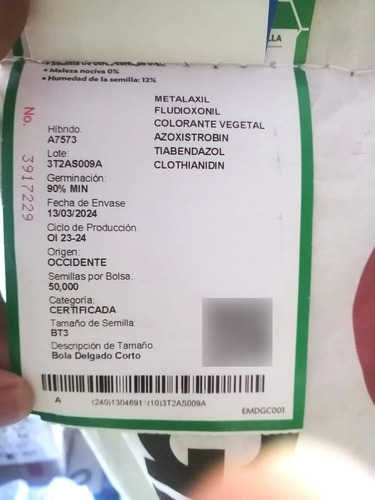 LLA
• Maleza nociva 0%
• Humedad de la semilla: 12%
METALAXIL
FLUDIOXONIL
COLORANTE VEGETAL
AZOXISTROBIN
TIABENDAZOL
CLOTHIANIDIN
No. 3917229
Híbrido:
A7573
Lote:
3T2AS009A
Germinación:
90% MIN
Fecha de Envase:
13/03/2024
Ciclo de Producción:
OI 23-24
Origen:
OCCIDENTE
Semillas por Bolsa:
50,000
Categoría:
CERTIFICADA
Tamaño de Semilla:
BT3
Descripción de Tamaño:
Bola Delgado Corto
A
(10)3T2AS009A
EMDGC001